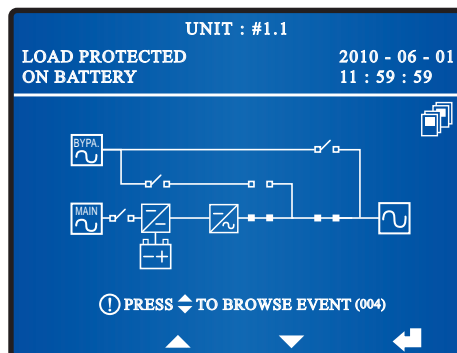 UNIT : #1.1
LOAD PROTECTED
2010 - 06 - 01
ON BATTERY
11 : 59 : 59
BYPA.
MAIN
PRESS TO BROWSE EVENT (004)